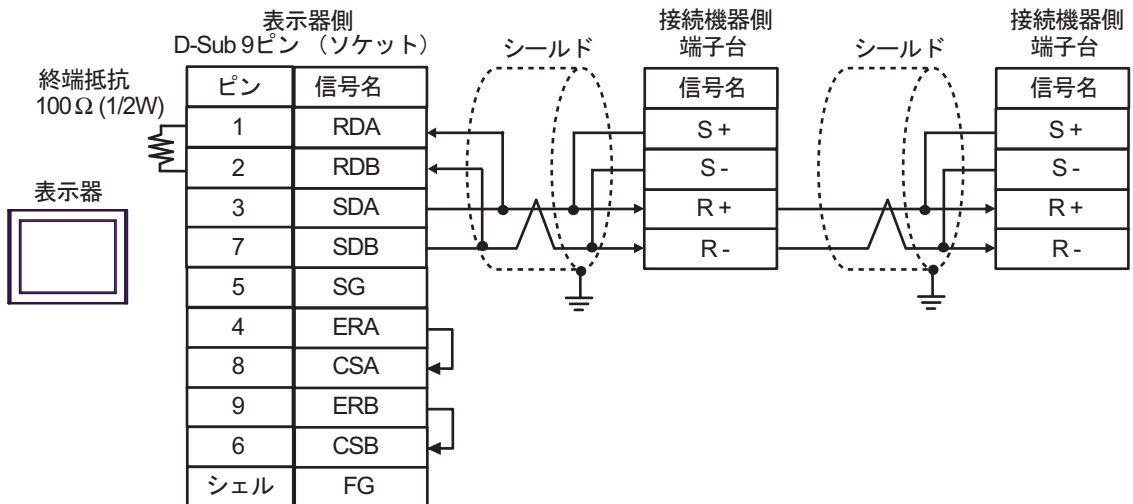 表示器側
D-Sub 9ピン (ソケット)
終端抵抗
100Ω (1/2W)
表示器
ピン 信号名
1 RDA
2 RDB
3 SDA
7 SDB
5 SG
4 ERA
8 CSA
9 ERB
6 CSB
シェル FG
シールド
接続機器側
端子台
信号名
S+
S-
R+
R-
シールド
接続機器側
端子台
信号名
S+
S-
R+
R-